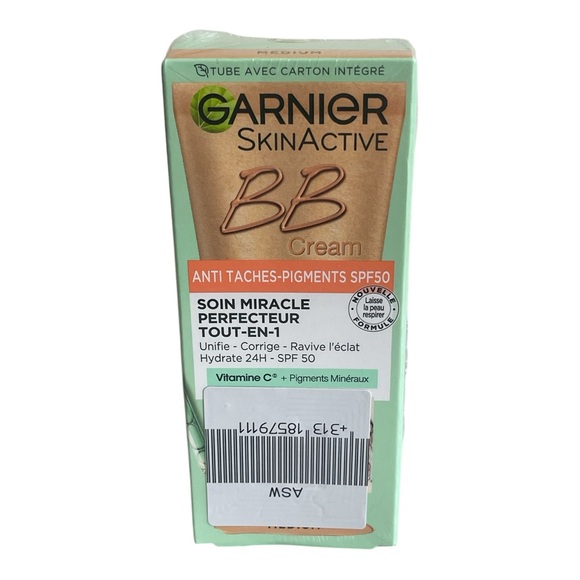 MEDIUM
TUBE AVEC CARTON INTÉGRÉ
GARNIER
SKINACTIVE
BB
Cream
ANTI TACHES-PIGMENTS SPF50
SOIN MIRACLE
PERFECTEUR
TOUT-EN-1
Unifie - Corrige - Ravive l'éclat
Hydrate 24H - SPF 50
NOUVELLE
Laisse
la peau
respirer
FORMULE
Vitamine C* + Pigments Minéraux
+313 18579111
ASW
MEDIUM